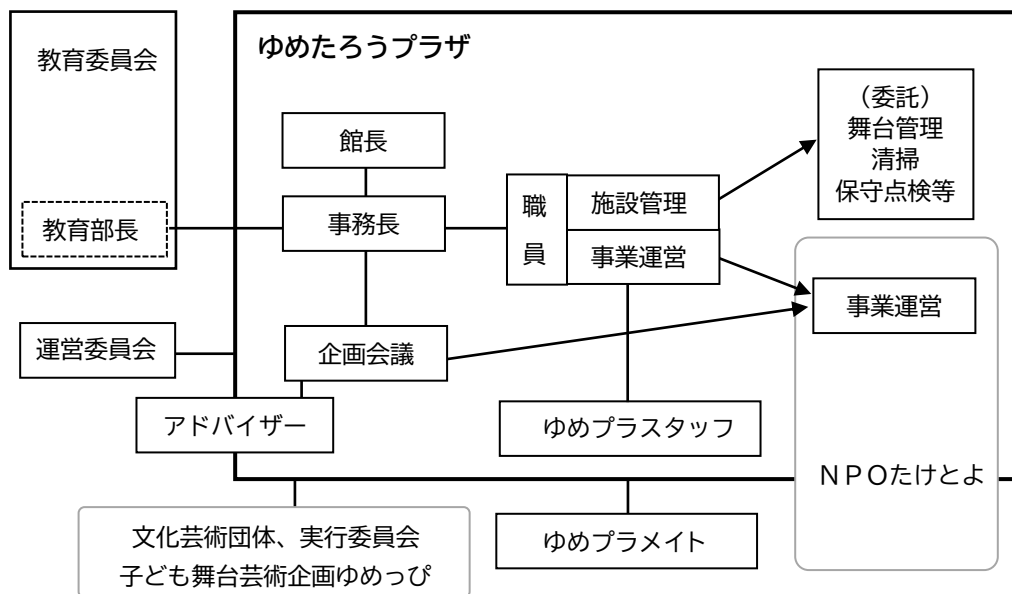 教育委員会
教育部長
運営委員会
ゆめたろうプラザ
館長
事務長
企画会議
アドバイザー
職員
施設管理
事業運営
ゆめプラスタッフ
（委託）
舞台管理
清掃
保守点検等
事業運営
ＮＰＯたけとよ
文化芸術団体、実行委員会
子ども舞台芸術企画ゆめっぴ
ゆめプラメイト